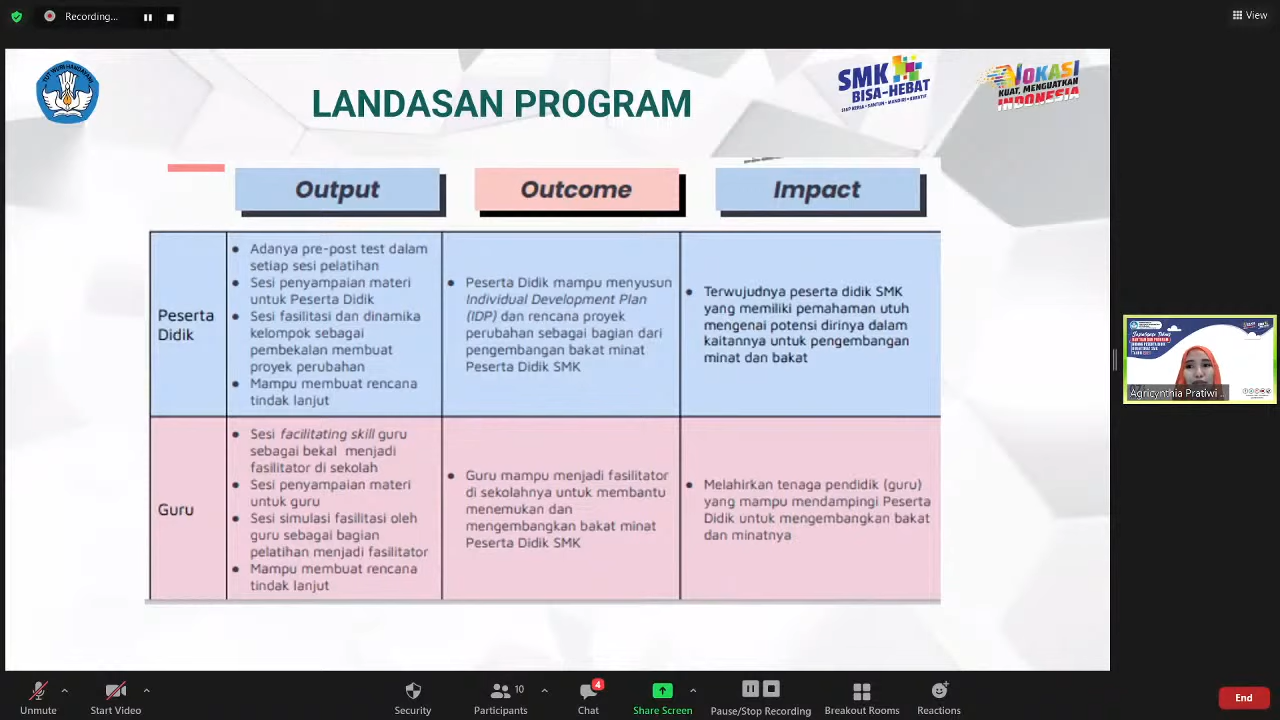 Recording...
View
TUT WURI HANDAYANI
LANDASAN PROGRAM
SMK
BISA-HEBAT
SIAP KERJA • SANTUN • MANDIRI • KREATIF
VOKASI
KUAT, MENGUATKAN
INDONESIA
Output
Outcome
Impact
Peserta
Didik
● Adanya pre-post test dalam
setiap sesi pelatihan
● Sesi penyampaian materi
untuk Peserta Didik
● Sesi fasilitasi dan dinamika
kelompok sebagai
pembekalan membuat
proyek perubahan
● Mampu membuat rencana
tindak lanjut
● Peserta Didik mampu menyusun
Individual Development Plan
(IDP) dan rencana proyek
perubahan sebagai bagian dari
pengembangan bakat minat
Peserta Didik SMK
● Terwujudnya peserta didik SMK
yang memiliki pemahaman utuh
mengenai potensi dirinya dalam
kaitannya untuk pengembangan
minat dan bakat
Guru
● Sesi facilitating skill guru
sebagai bekal menjadi
fasilitator di sekolah
● Sesi penyampaian materi
untuk guru
● Sesi simulasi fasilitasi oleh
guru sebagai bagian
pelatihan menjadi fasilitator
● Mampu membuat rencana
tindak lanjut
● Guru mampu menjadi fasilitator
di sekolahnya untuk membantu
menemukan dan
mengembangkan bakat minat
Peserta Didik SMK
● Melahirkan tenaga pendidik (guru)
yang mampu mendampingi Peserta
Didik untuk mengembangkan bakat
dan minatnya
Agricynthia Pratiwi ...
Unmute
Start Video
Security
10
Participants
4
Chat
Share Screen
Pause/Stop Recording
Breakout Rooms
Reactions
End